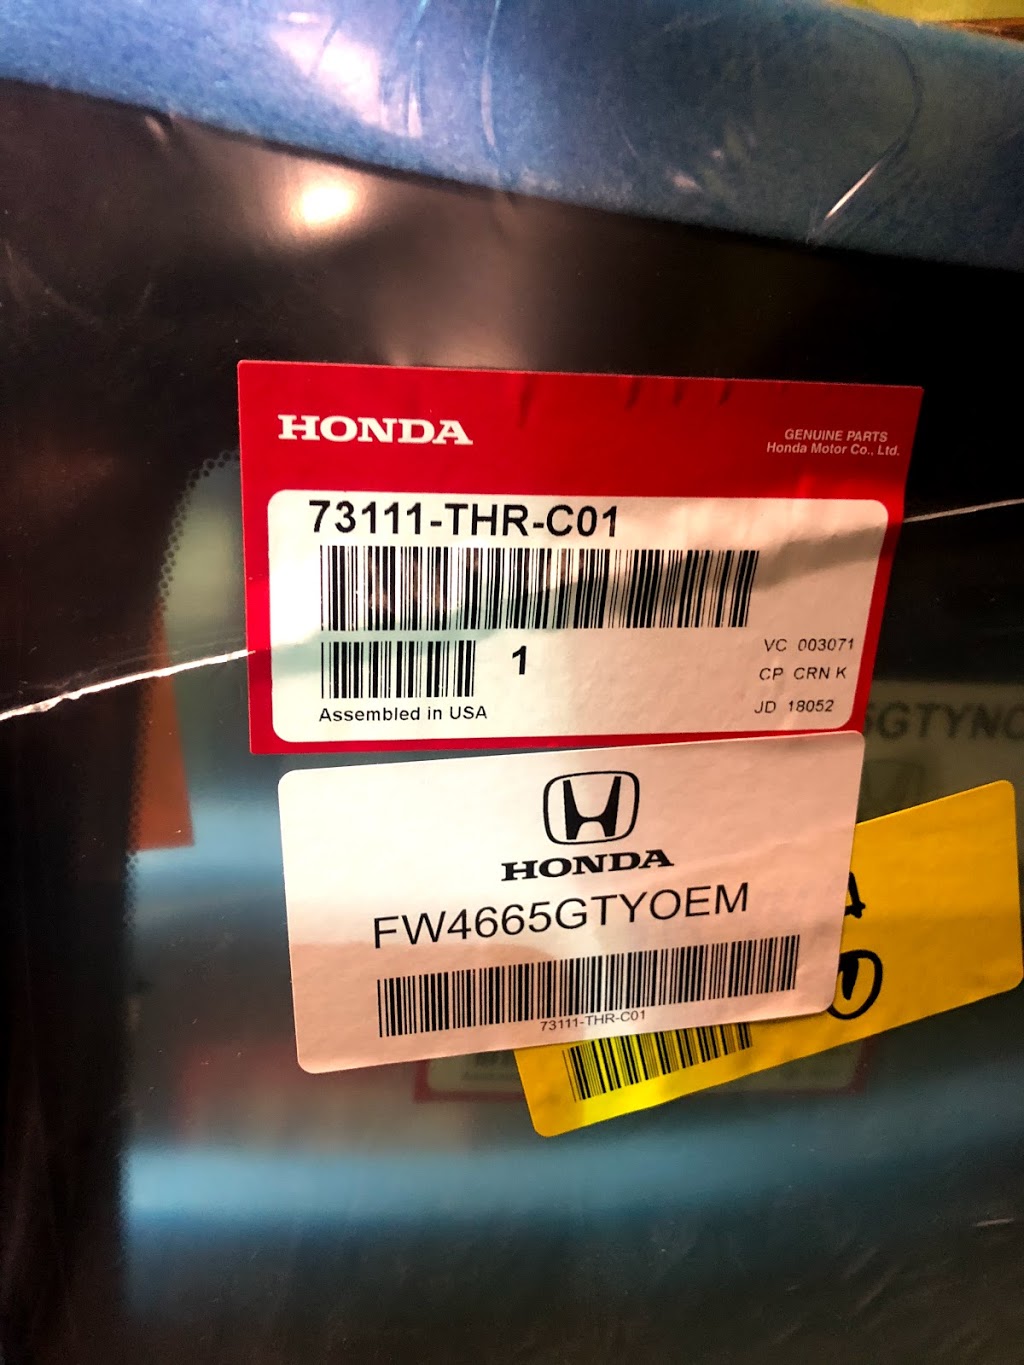 HONDA
GENUINE PARTS
Honda Motor Co., Ltd.
73111-THR-C01
1
VC 003071
CP CRN K
JD 18052
Assembled in USA
HONDA
FW4665GTYOEM
73111-THR-C01